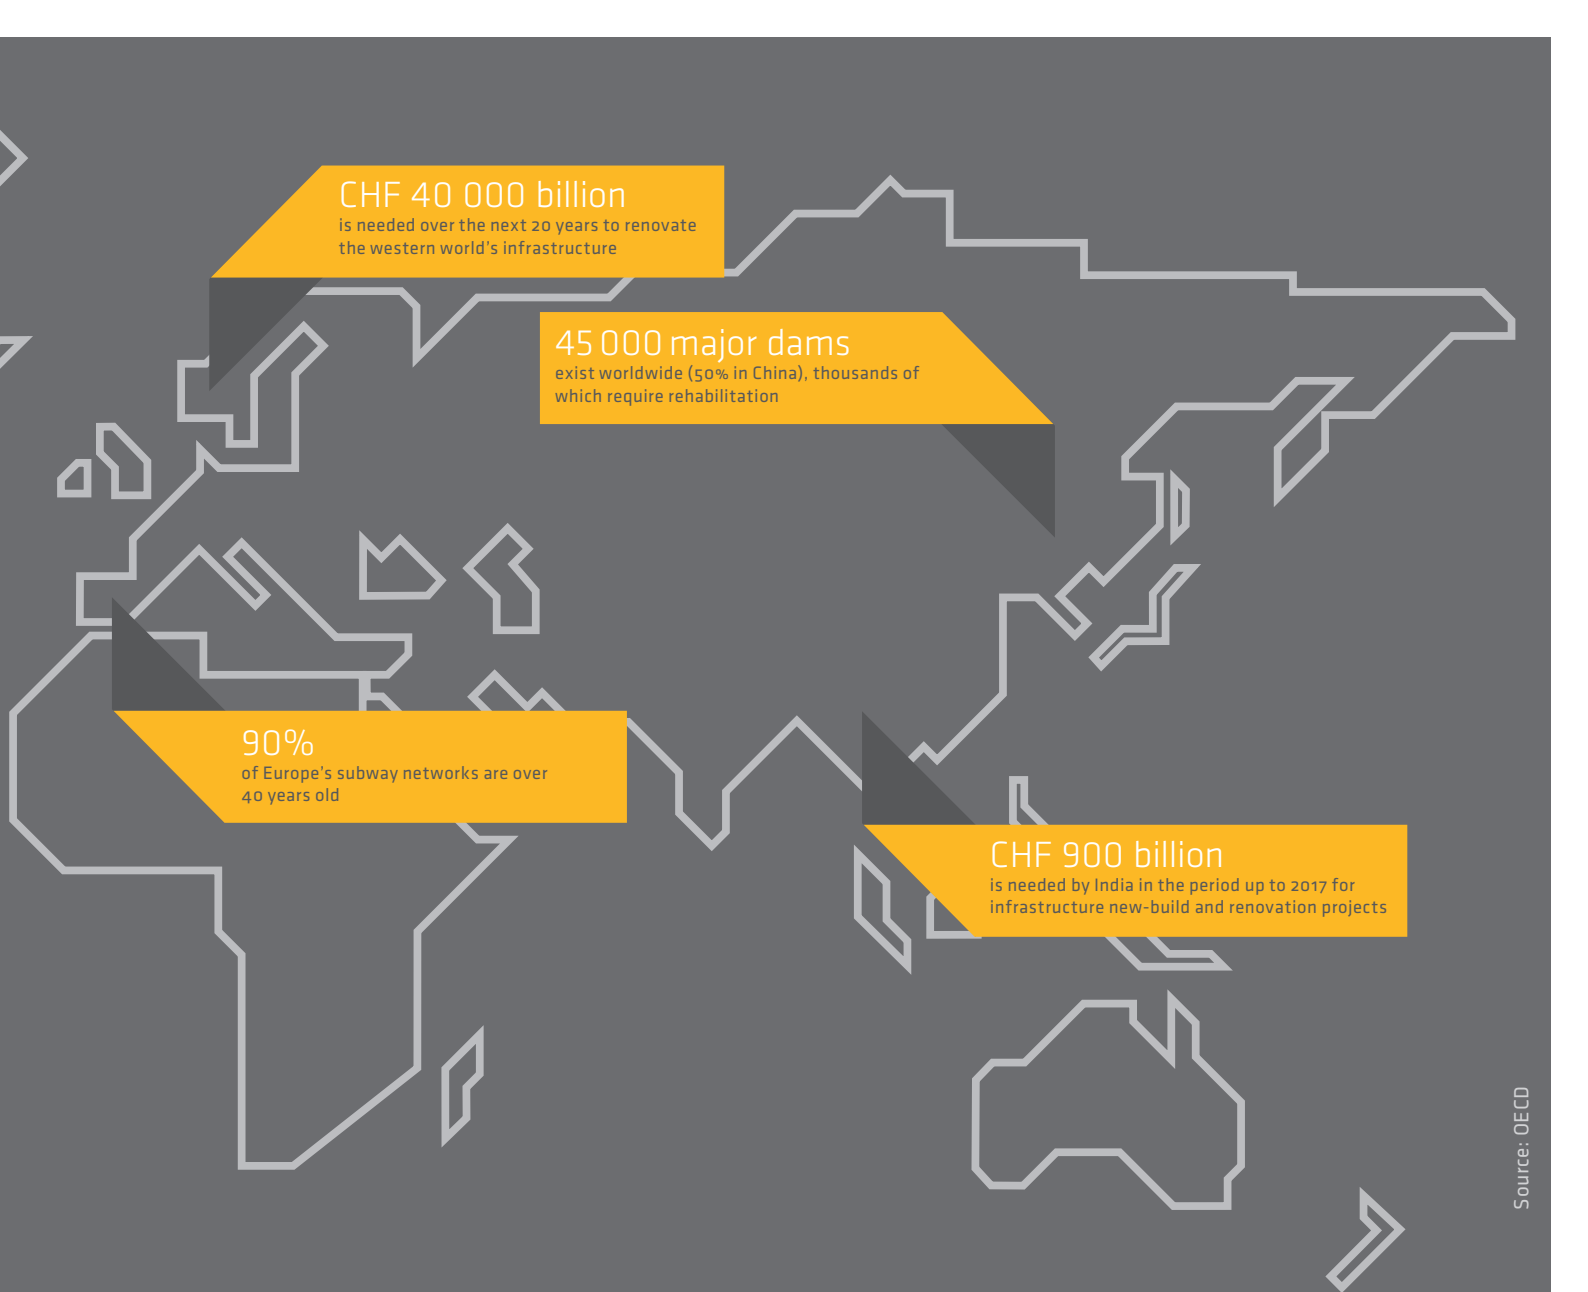 CHF 40 000 billion
is needed over the next 20 years to renovate
the western world's infrastructure
45 000 major dams
exist worldwide (50% in China), thousands of
which require rehabilitation
90%
of Europe's subway networks are over
40 years old
CHF 900 billion
is needed by India in the period up to 2017 for
infrastructure new-build and renovation projects
Source: OECD